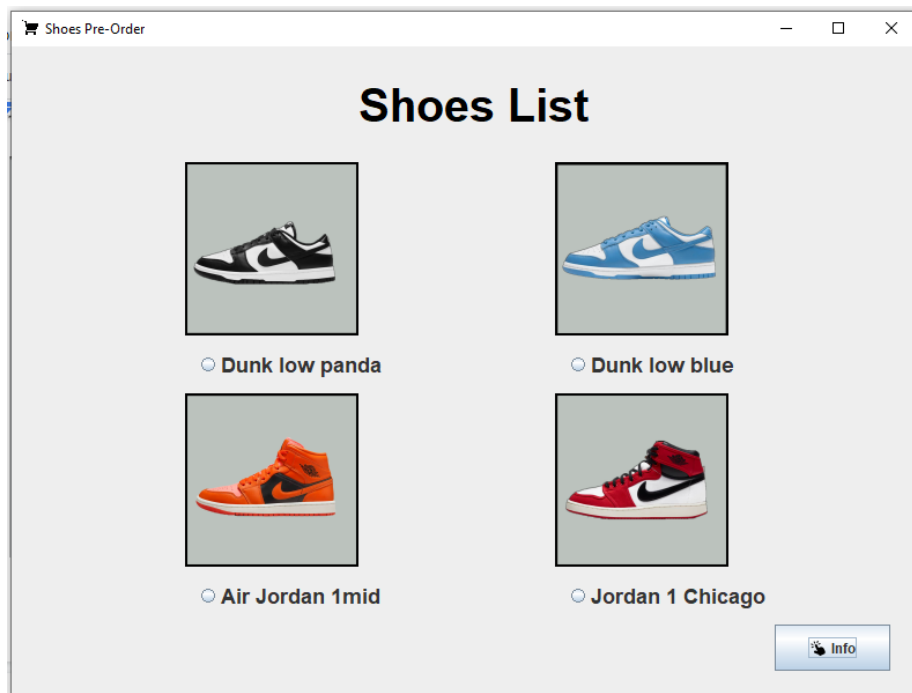 Shoes Pre-Order
Shoes List
Dunk low panda
Dunk low blue
Air Jordan 1mid
Jordan 1 Chicago
Info